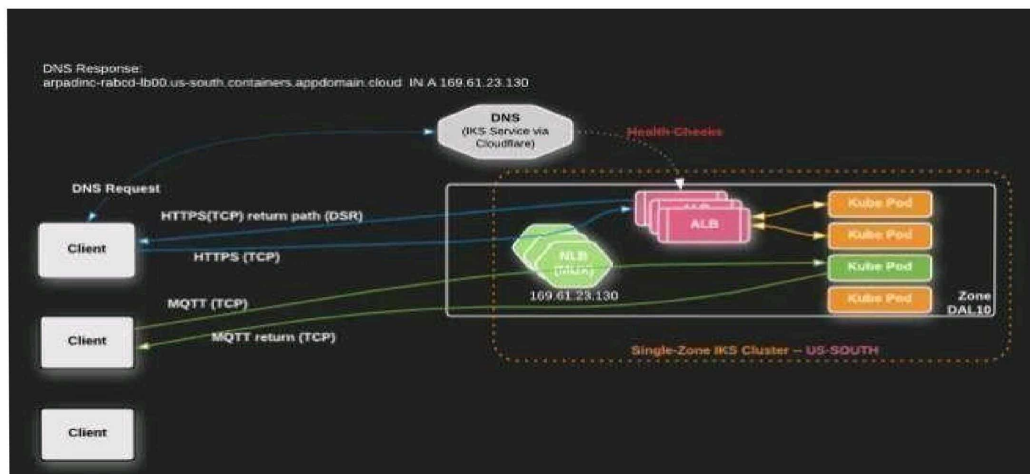 DNS Response:
arpadinc-rabcd-lb00.us-south.containers.appdomain.cloud IN A 169.61.23.130
DNS
(IKS Service via
Cloudflare)
Health Checks
DNS Request
HTTPS(TCP) return path (DSR)
ALB
ALB
Kube Pod
Client
Kube Pod
HTTPS (TCP)
NLB
Kube Pod
169.61.23.130
MQTT (TCP)
Kube Pod
Zone
DAL10
Client
MQTT return (TCP)
Single-Zone IKS Cluster -- US-SOUTH
Client